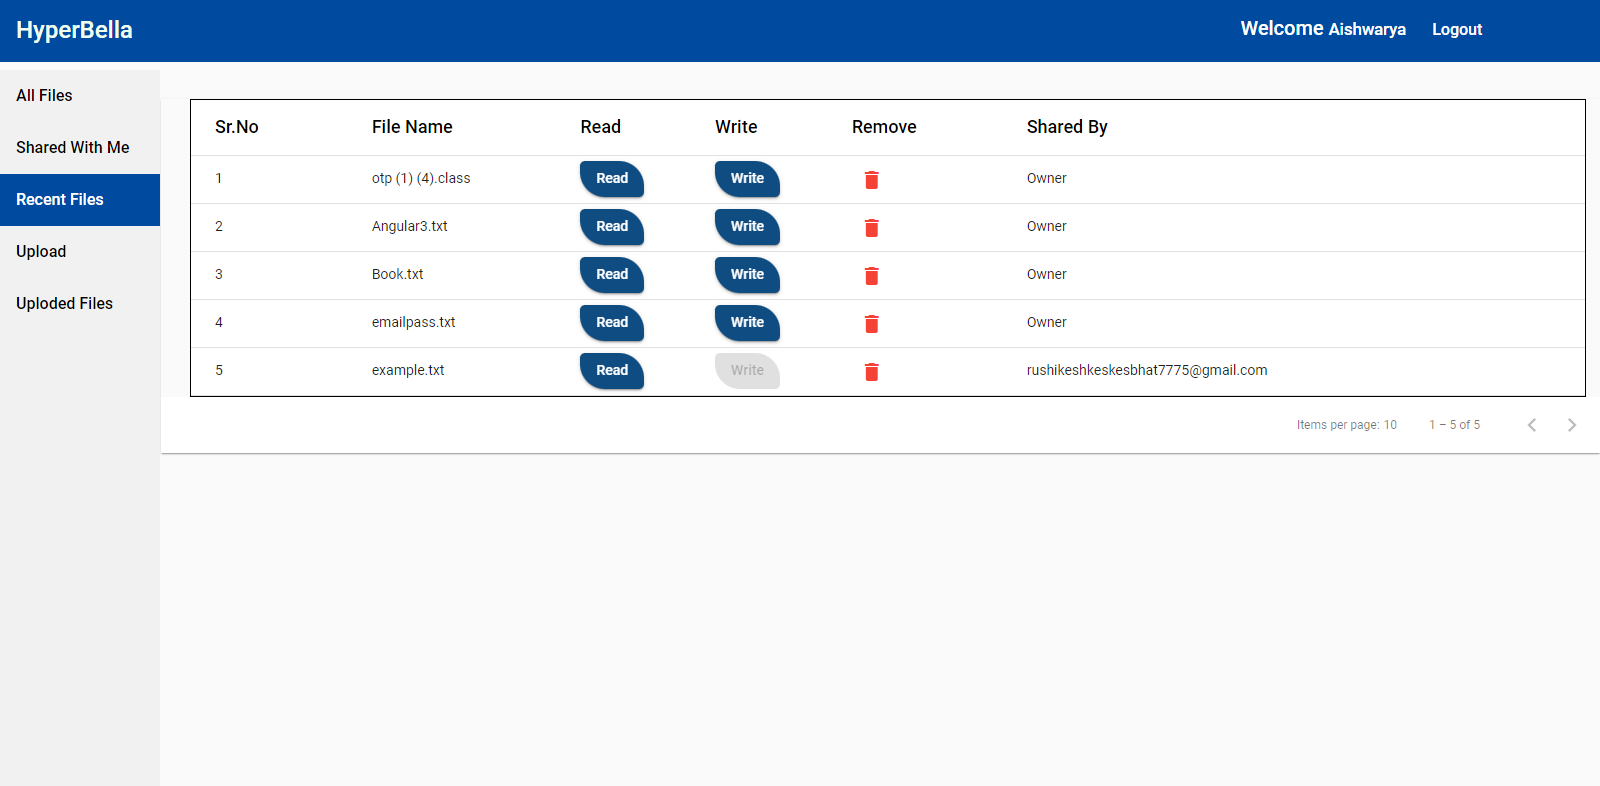 HyperBella
Welcome Aishwarya Logout
All Files
Shared With Me
Recent Files
Upload
Uploded Files
Sr.No File Name Read Write Remove Shared By
1 otp (1) (4).class Read Write Owner
2 Angular3.txt Read Write Owner
3 Book.txt Read Write Owner
4 emailpass.txt Read Write Owner
5 example.txt Read Write rushikeshkeskesbhat7775@gmail.com
Items per page: 10 1 – 5 of 5